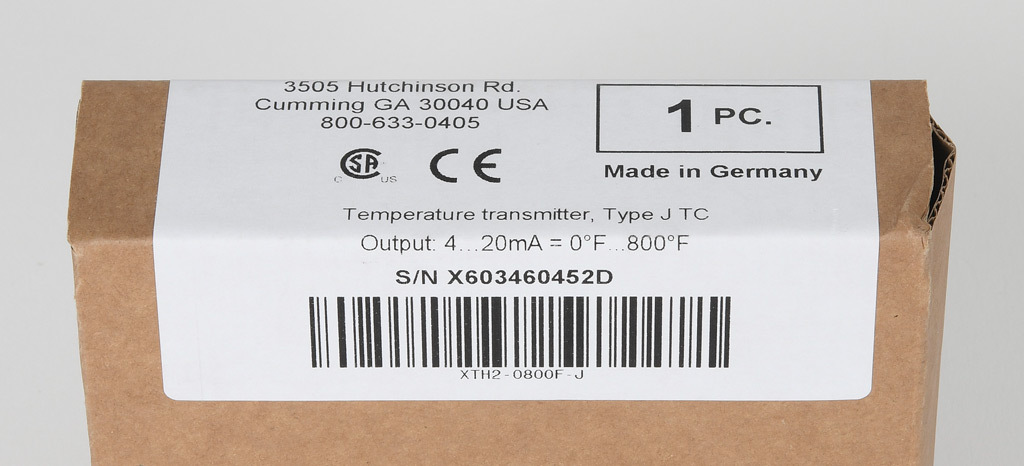 3505 Hutchinson Rd.
Cumming GA 30040 USA
800-633-0405
1 PC.
CSA C US CE
Made in Germany
Temperature transmitter, Type J TC
Output: 4...20mA = 0°F...800°F
S/N X603460452D
XTH2-0800F-J